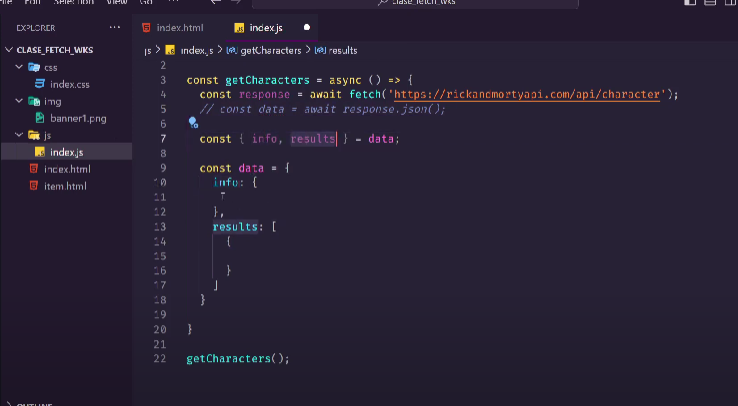 File Edit Selection View Go ... clase_fetch_wks
EXPLORER ...
index.html
index.js
CLASE_FETCH_WKS
css
index.css
img
banner1.png
js
index.js
index.html
item.html
OUTLINE
js > index.js > getCharacters > results
2
3 const getCharacters = async () => {
4 const response = await fetch('https://rickandmortyapi.com/api/character');
5 // const data = await response.json();
6
7 const { info, results } = data;
8
9 const data = {
10 info: {
11
12 },
13 results: [
14 {
15
16 }
17 ]
18 }
19
20 }
21
22 getCharacters();